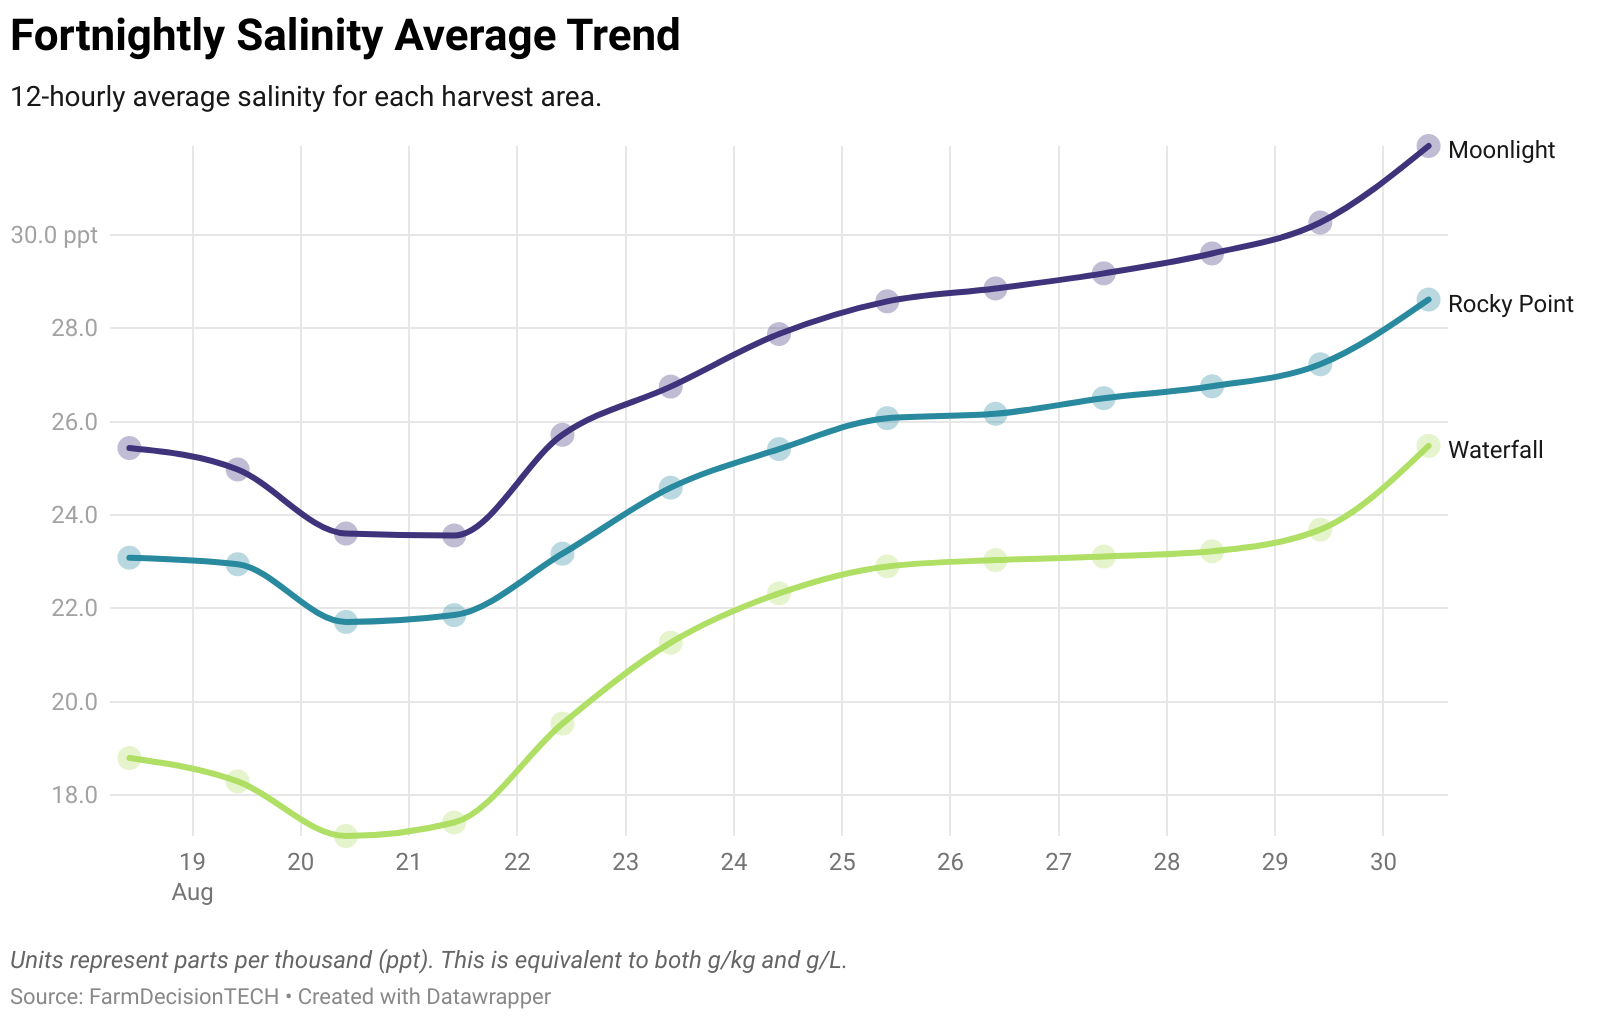 Fortnightly Salinity Average Trend
12-hourly average salinity for each harvest area.
Moonlight
30.0 ppt
Rocky Point
28.0
26.0
Waterfall
24.0
22.0
20.0
18.0
19 20 21 22 23 24 25 26 27 28 29 30
Aug
Units represent parts per thousand (ppt). This is equivalent to both g/kg and g/L.
Source: FarmDecisionTECH • Created with Datawrapper